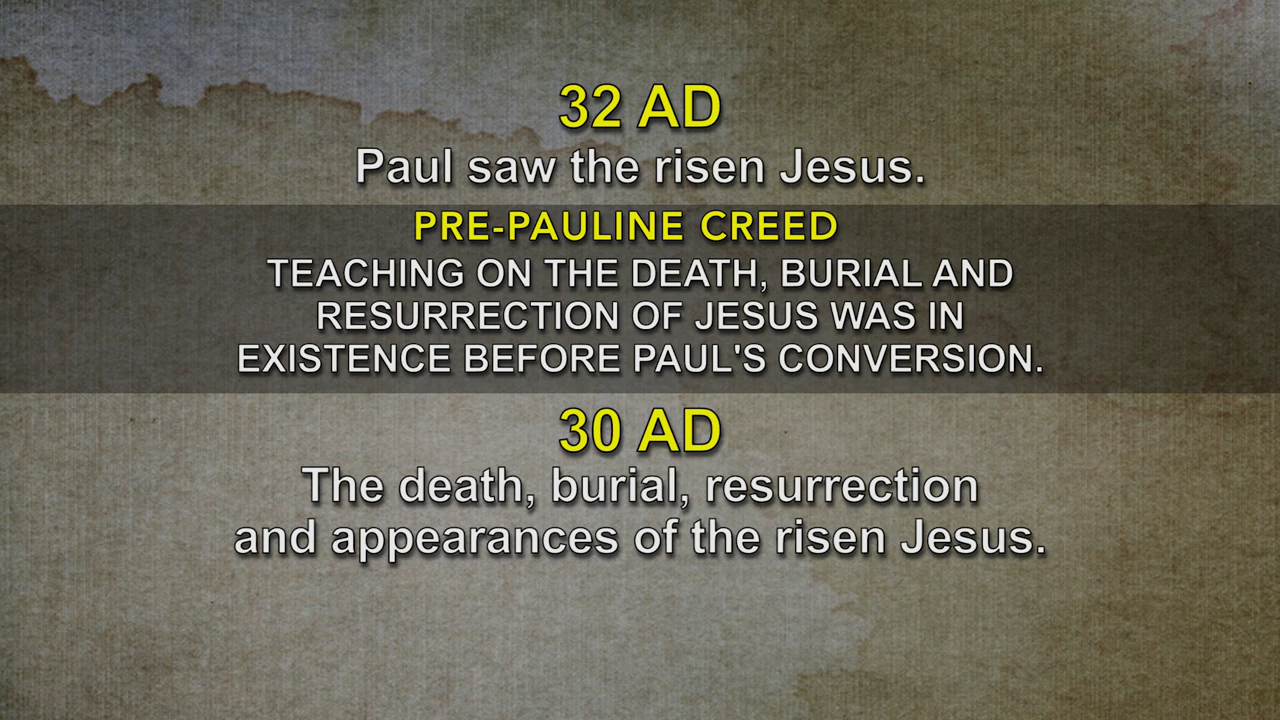 32 AD
Paul saw the risen Jesus.
PRE-PAULINE CREED
TEACHING ON THE DEATH, BURIAL AND
RESURRECTION OF JESUS WAS IN
EXISTENCE BEFORE PAUL'S CONVERSION.
30 AD
The death, burial, resurrection
and appearances of the risen Jesus.